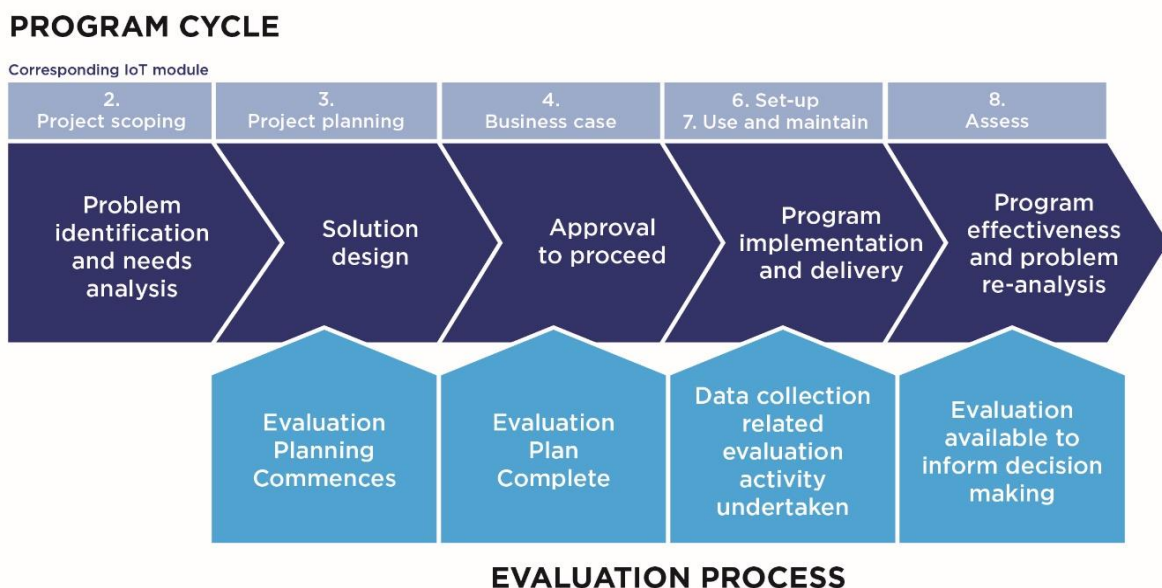 PROGRAM CYCLE
Corresponding IoT module
2.
Project scoping
3.
Project planning
4.
Business case
6. Set-up
7. Use and maintain
8.
Assess
Problem
identification
and needs
analysis
Solution
design
Approval
to proceed
Program
implementation
and delivery
Program
effectiveness
and problem
re-analysis
Evaluation
Planning
Commences
Evaluation
Plan
Complete
Data collection
related
evaluation
activity
undertaken
Evaluation
available to
inform decision
making
EVALUATION PROCESS